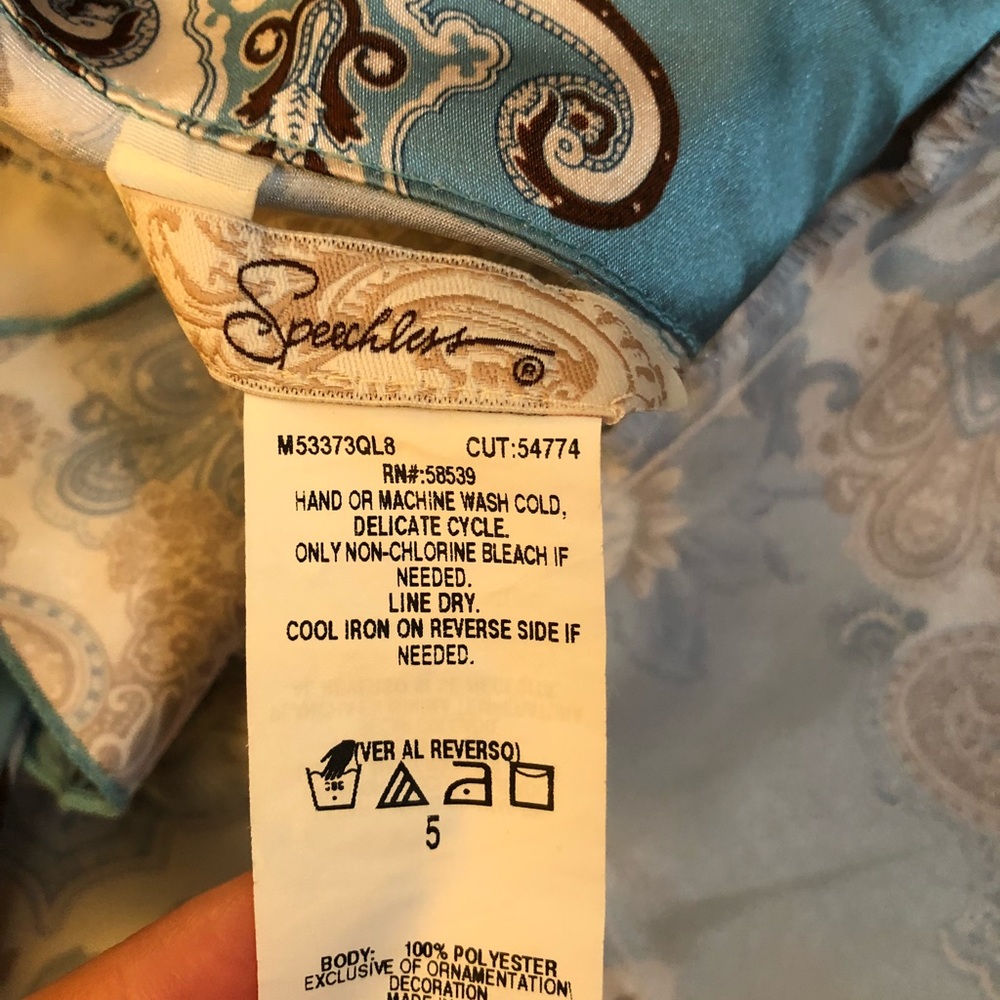 Speechless ®
M53373QL8 CUT:54774
RN#:58539
HAND OR MACHINE WASH COLD,
DELICATE CYCLE.
ONLY NON-CHLORINE BLEACH IF
NEEDED.
LINE DRY.
COOL IRON ON REVERSE SIDE IF
NEEDED.
(VER AL REVERSO)
5
BODY: 100% POLYESTER
EXCLUSIVE OF ORNAMENTATION
DECORATION
MADE